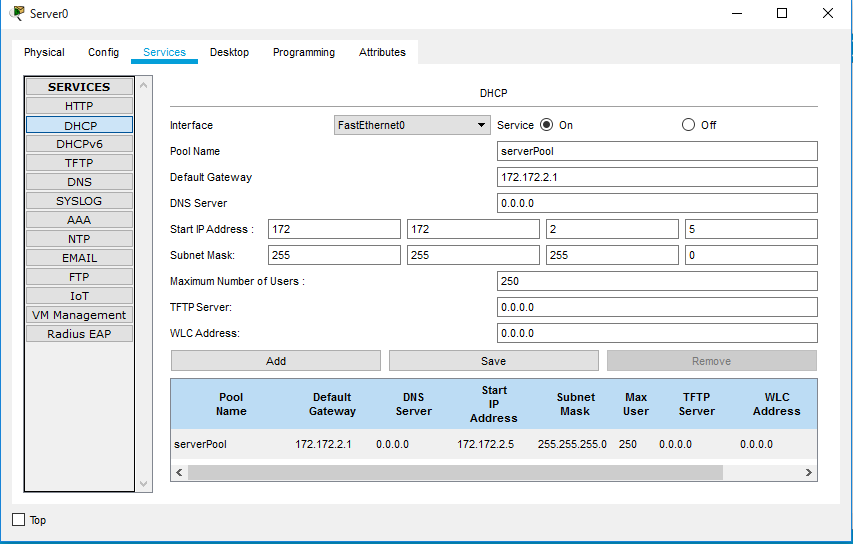 Server0
Physical Config Services Desktop Programming Attributes
SERVICES
HTTP
DHCP
DHCPv6
TFTP
DNS
SYSLOG
AAA
NTP
EMAIL
FTP
IoT
VM Management
Radius EAP
DHCP
Interface FastEthernet0 Service On Off
Pool Name serverPool
Default Gateway 172.172.2.1
DNS Server 0.0.0.0
Start IP Address : 172 172 2 5
Subnet Mask: 255 255 255 0
Maximum Number of Users : 250
TFTP Server: 0.0.0.0
WLC Address: 0.0.0.0
Add Save Remove
Pool Name Default Gateway DNS Server Start IP Address Subnet Mask Max User TFTP Server WLC Address
serverPool 172.172.2.1 0.0.0.0 172.172.2.5 255.255.255.0 250 0.0.0.0 0.0.0.0
Top